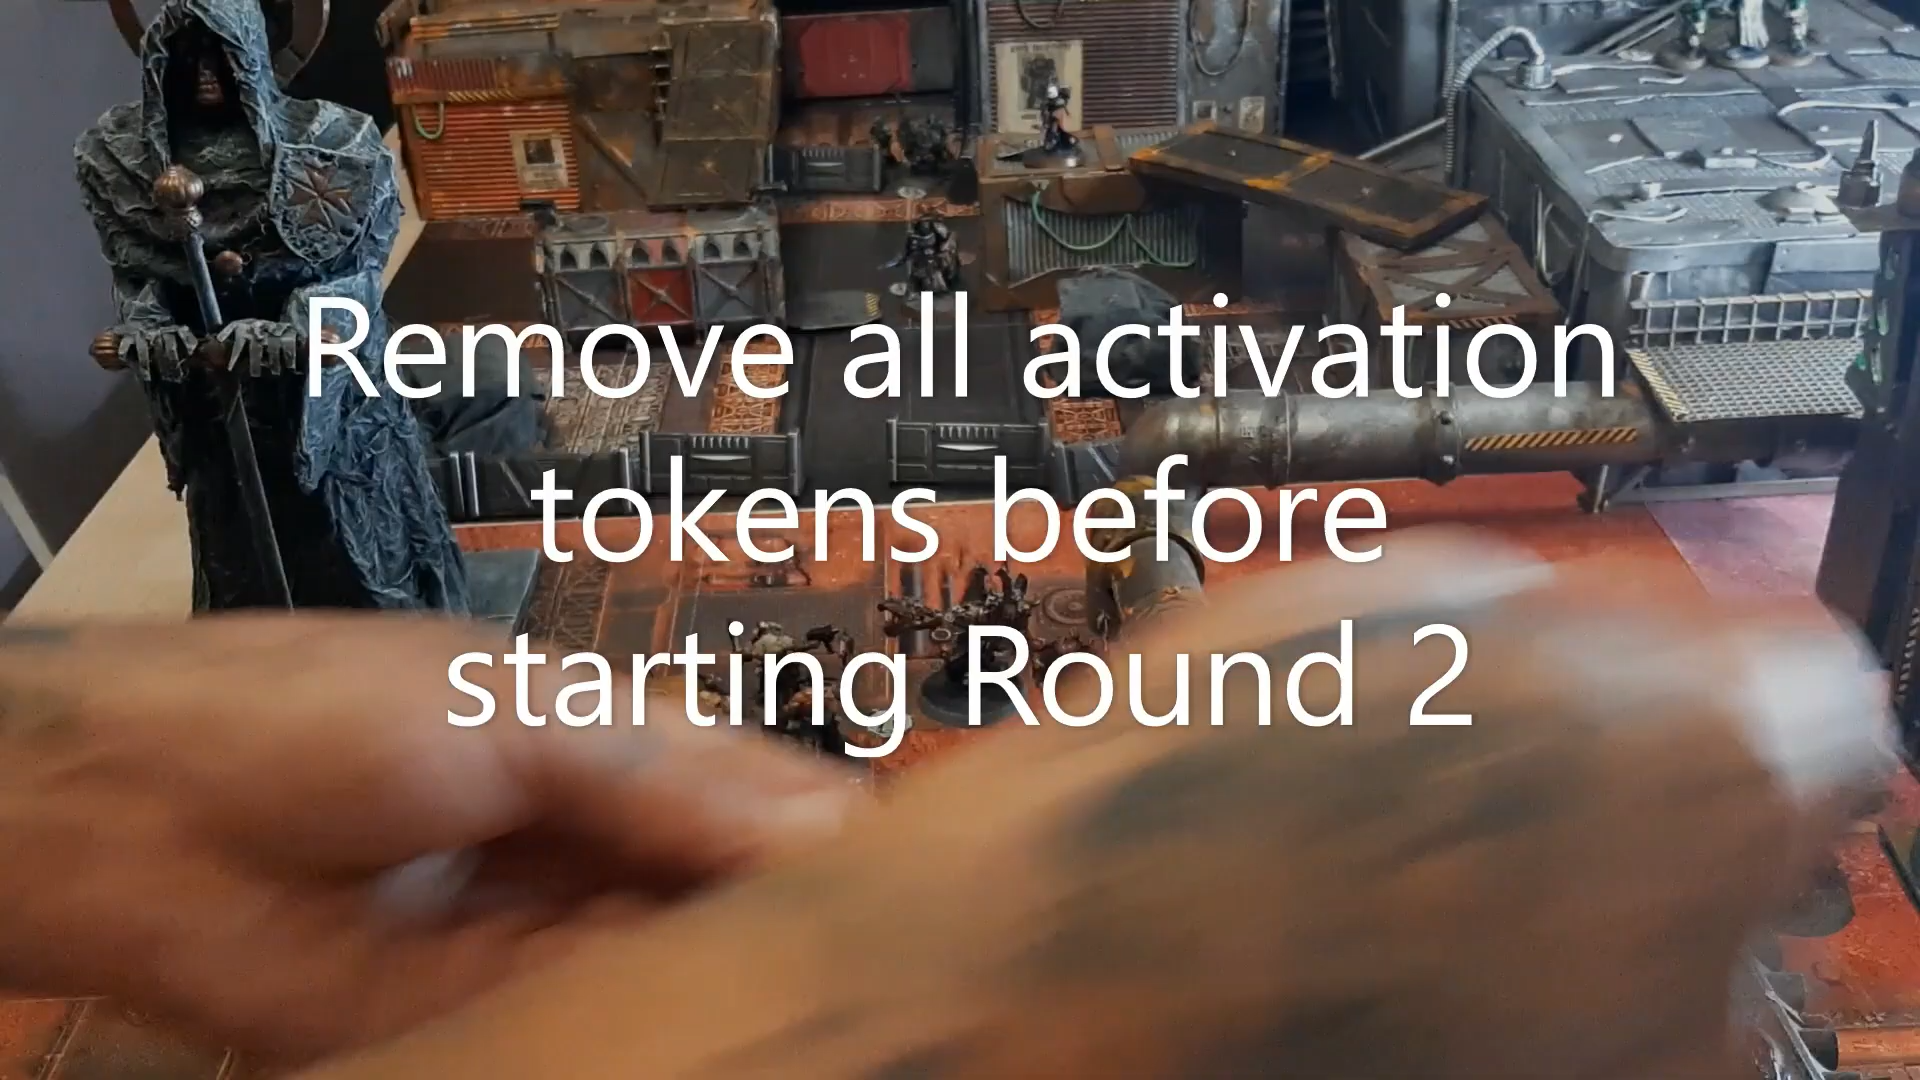 Remove all activation
tokens before
starting Round 2